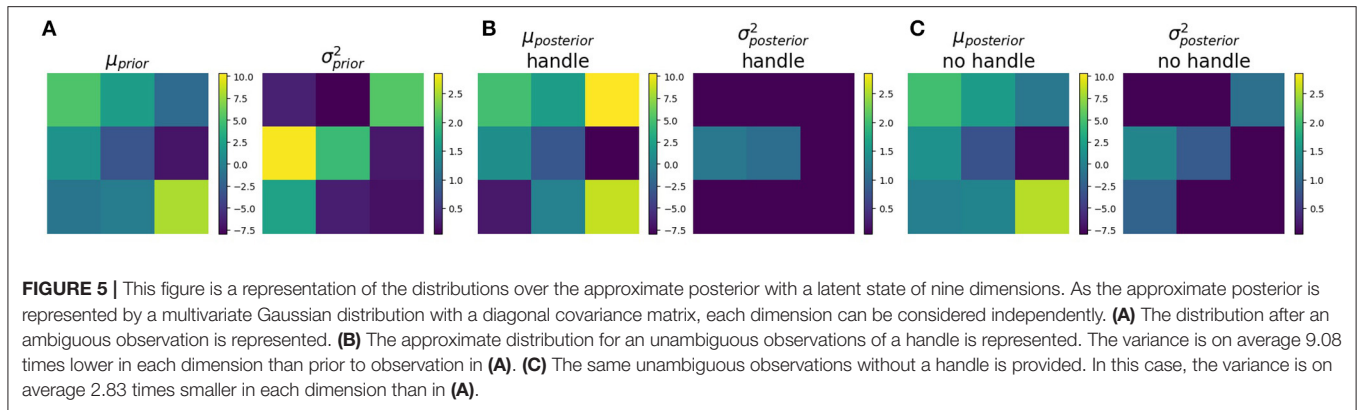 A
μprior
σ²prior
10.0
7.5
5.0
2.5
0.0
−2.5
−5.0
−7.5
2.5
2.0
1.5
1.0
0.5
B
μposterior
handle
σ²posterior
handle
10.0
7.5
5.0
2.5
0.0
−2.5
−5.0
−7.5
2.5
2.0
1.5
1.0
0.5
C
μposterior
no handle
σ²posterior
no handle
10.0
7.5
5.0
2.5
0.0
−2.5
−5.0
−7.5
2.5
2.0
1.5
1.0
0.5
FIGURE 5 | This figure is a representation of the distributions over the approximate posterior with a latent state of nine dimensions. As the approximate posterior is
represented by a multivariate Gaussian distribution with a diagonal covariance matrix, each dimension can be considered independently. (A) The distribution after an
ambiguous observation is represented. (B) The approximate distribution for an unambiguous observations of a handle is represented. The variance is on average 9.08
times lower in each dimension than prior to observation in (A). (C) The same unambiguous observations without a handle is provided. In this case, the variance is on
average 2.83 times smaller in each dimension than in (A).